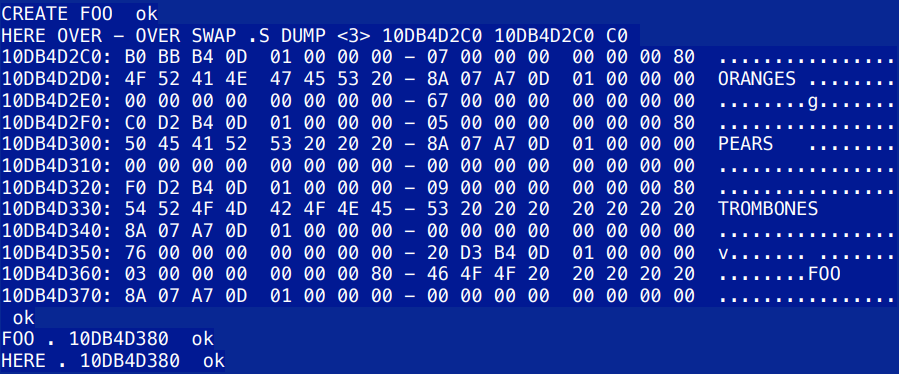 CREATE FOO  ok
HERE OVER – OVER SWAP .S DUMP <3> 10DB4D2C0 10DB4D2C0 C0
10DB4D2C0: B0 BB B4 0D  01 00 00 00 – 07 00 00 00  00 00 00 80  ................
10DB4D2D0: 4F 52 41 4E  47 45 53 20 – 8A 07 A7 0D  01 00 00 00  ORANGES ........
10DB4D2E0: 00 00 00 00  00 00 00 00 – 67 00 00 00  00 00 00 00  ........g.......
10DB4D2F0: C0 D2 B4 0D  01 00 00 00 – 05 00 00 00  00 00 00 80  ................
10DB4D300: 50 45 41 52  53 20 20 20 – 8A 07 A7 0D  01 00 00 00  PEARS   ........
10DB4D310: 00 00 00 00  00 00 00 00 – 00 00 00 00  00 00 00 00  ................
10DB4D320: F0 D2 B4 0D  01 00 00 00 – 09 00 00 00  00 00 00 80  ................
10DB4D330: 54 52 4F 4D  42 4F 4E 45 – 53 20 20 20  20 20 20 20  TROMBONES
10DB4D340: 8A 07 A7 0D  01 00 00 00 – 00 00 00 00  00 00 00 00  ................
10DB4D350: 76 00 00 00  00 00 00 00 – 20 D3 B4 0D  01 00 00 00  v....... .......
10DB4D360: 03 00 00 00  00 00 00 80 – 46 4F 4F 20  20 20 20 20  ........FOO
10DB4D370: 8A 07 A7 0D  01 00 00 00 – 00 00 00 00  00 00 00 00  ................
 ok
FOO . 10DB4D380  ok
HERE . 10DB4D380  ok